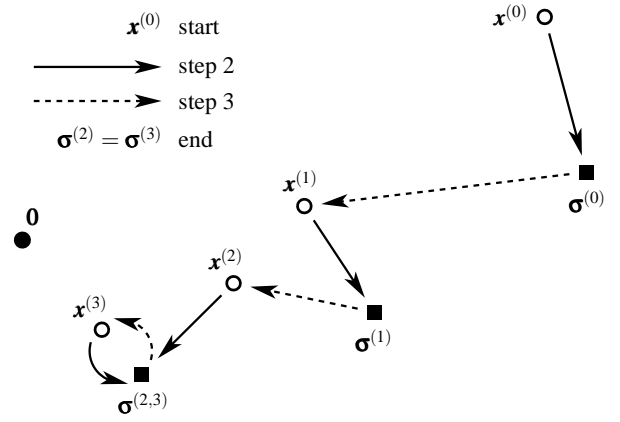 x^{(0)} start
step 2
step 3
σ^{(2)} = σ^{(3)} end
x^{(0)}
σ^{(0)}
x^{(1)}
0
x^{(2)}
x^{(3)}
σ^{(1)}
σ^{(2,3)}